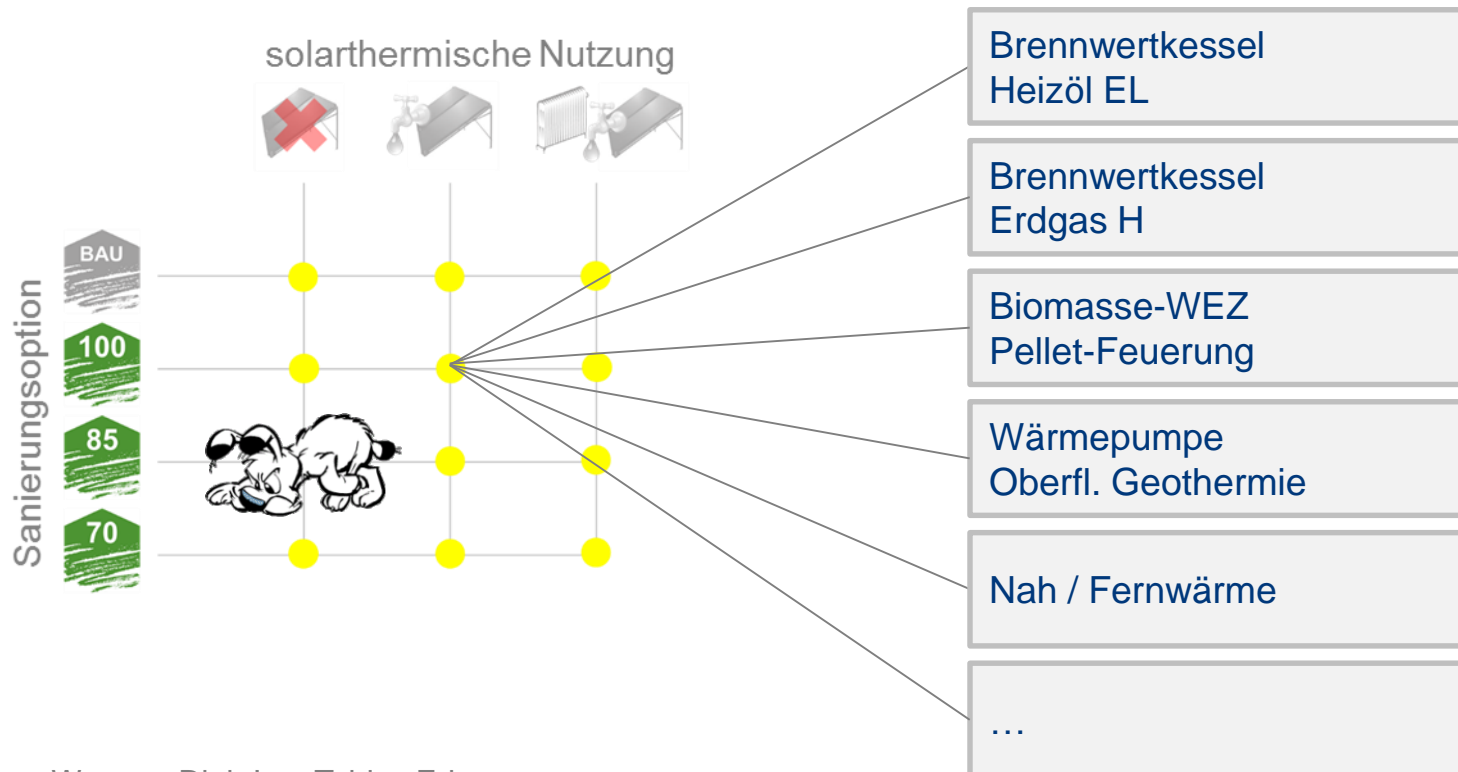 solarthermische Nutzung
Sanierungsoption
BAU
100
85
70
Brennwertkessel
Heizöl EL
Brennwertkessel
Erdgas H
Biomasse-WEZ
Pellet-Feuerung
Wärmepumpe
Oberfl. Geothermie
Nah / Fernwärme
…